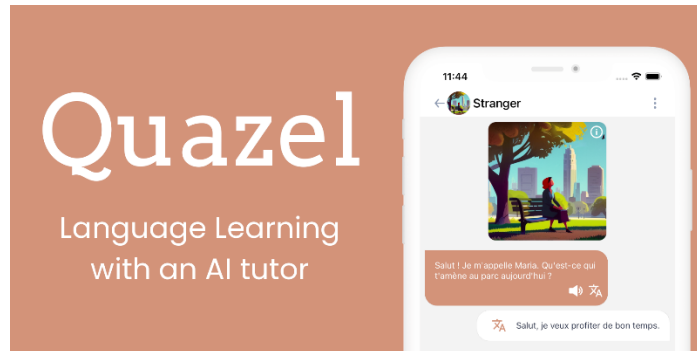 Quazel
Language Learning
with an AI tutor
11:44
Stranger
Salut ! Je m'appelle Maria. Qu'est-ce qui
t'amène au parc aujourd'hui ?
Salut, je veux profiter de bon temps.